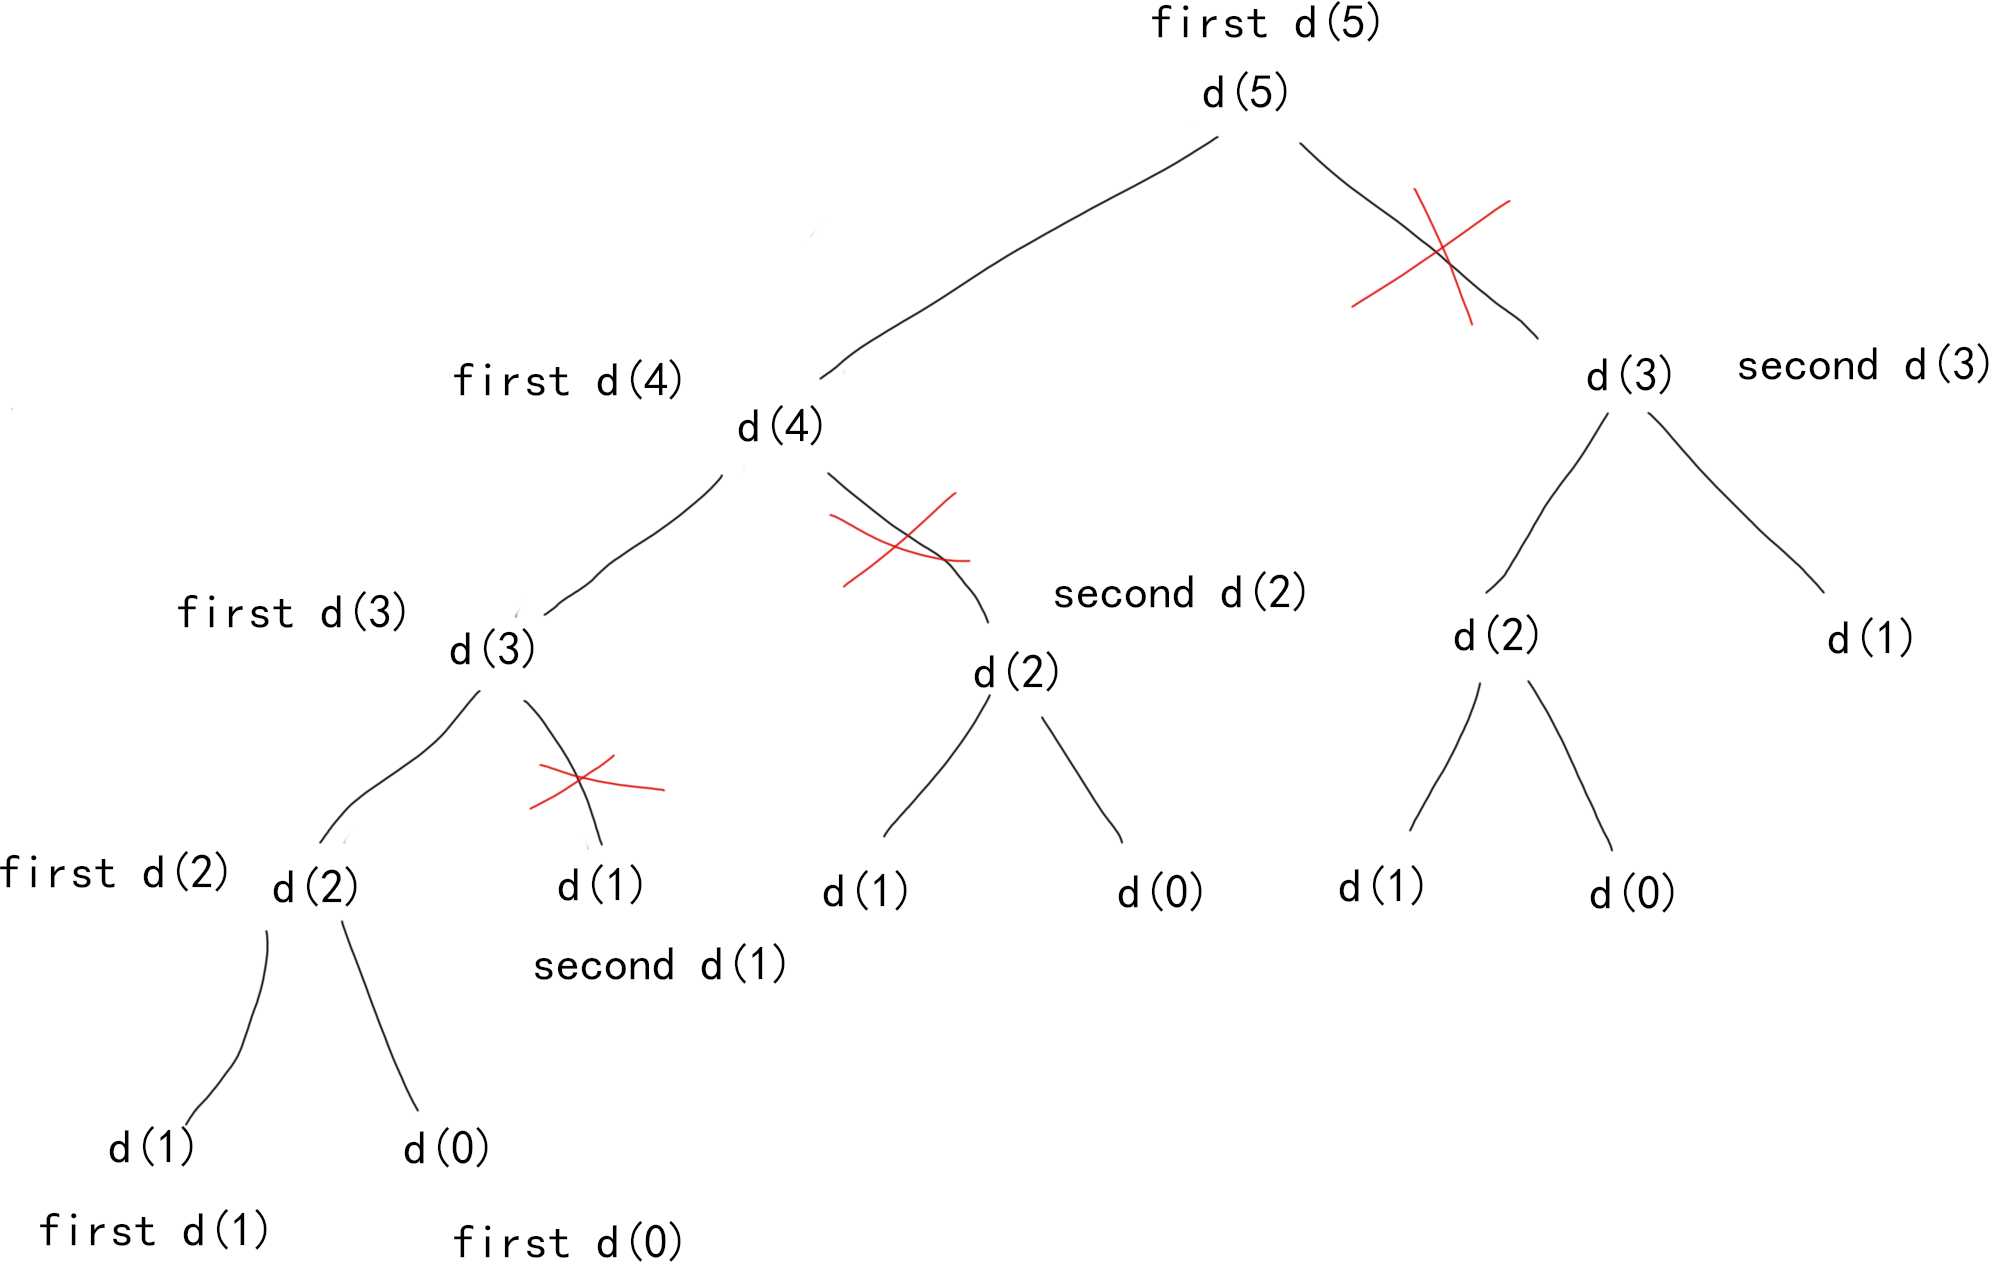 first d(5)
d(5)
first d(4)
d(4)
d(3)
second d(3)
first d(3)
d(3)
second d(2)
d(2)
d(2)
d(1)
first d(2)
d(2)
d(1)
second d(1)
d(1)
d(0)
d(1)
d(0)
d(1)
d(0)
first d(1)
first d(0)